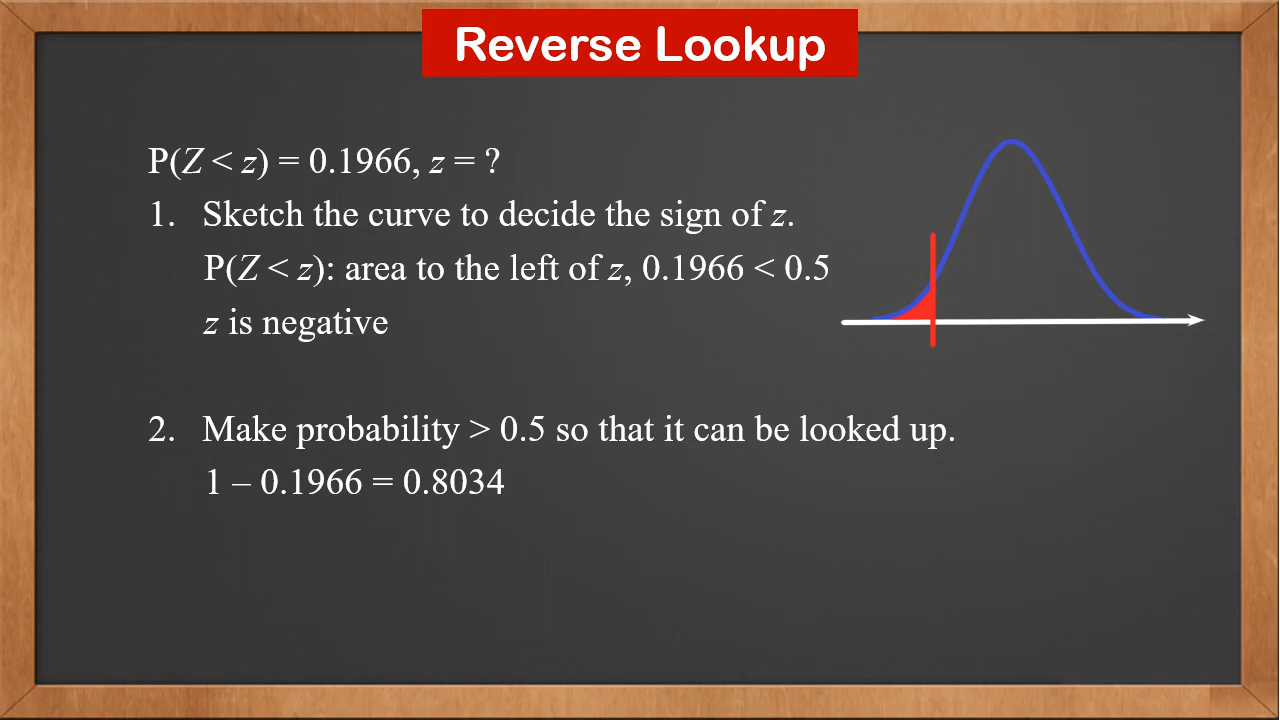 Reverse Lookup
P(Z < z) = 0.1966, z = ?
1. Sketch the curve to decide the sign of z.
P(Z < z): area to the left of z, 0.1966 < 0.5
z is negative
2. Make probability > 0.5 so that it can be looked up.
1 – 0.1966 = 0.8034